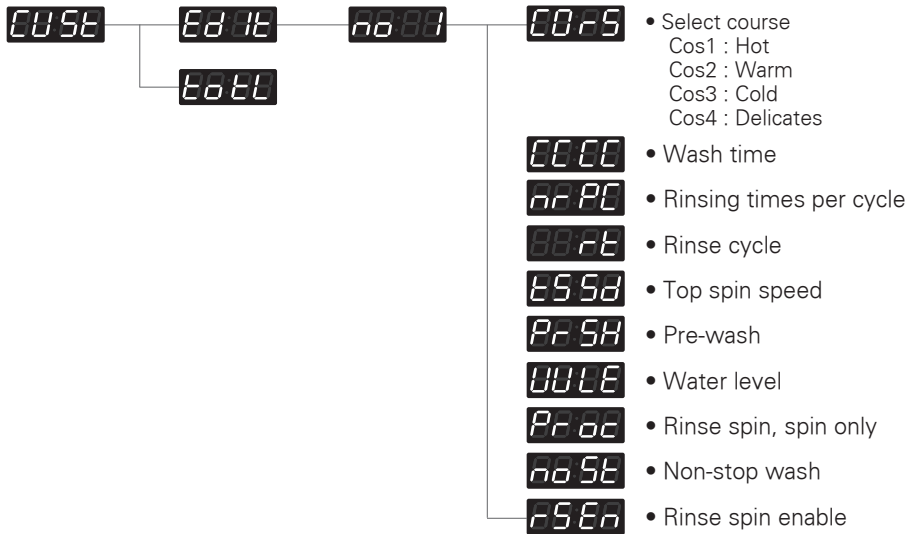 CUSt Ed It no 1 COrS • Select course
Cos1 : Hot
Cos2 : Warm
Cos3 : Cold
Cos4 : Delicates
totL
CCCC • Wash time
nrPC • Rinsing times per cycle
rt • Rinse cycle
tSSd • Top spin speed
PrSH • Pre-wash
UULE • Water level
Proc • Rinse spin, spin only
noSt • Non-stop wash
rSEn • Rinse spin enable